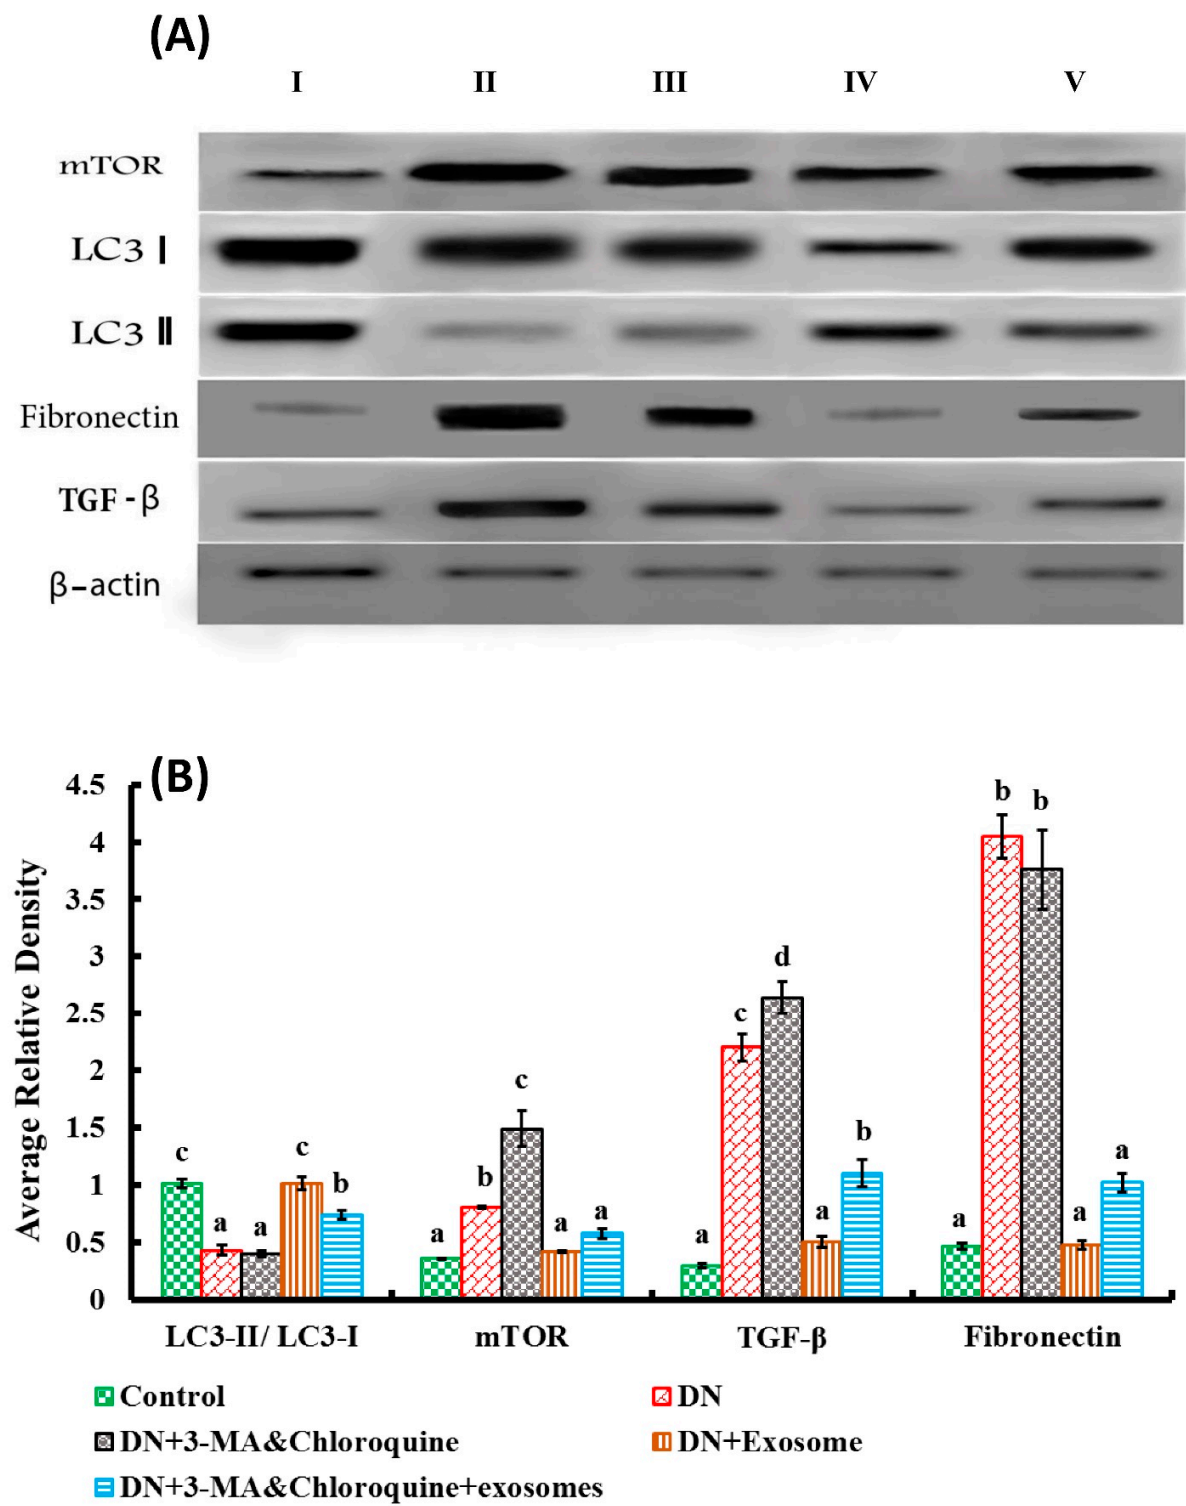 (A)
I II III IV V
mTOR
LC3 I
LC3 II
Fibronectin
TGF-β
β-actin
(B)
Average Relative Density
4.5
4
3.5
3
2.5
2
1.5
1
0.5
0
c a a c b
a b c a a
a c d a b
a b b a a
LC3-II/ LC3-I mTOR TGF-β Fibronectin
Control DN
DN+3-MA&Chloroquine DN+Exosome
DN+3-MA&Chloroquine+exosomes